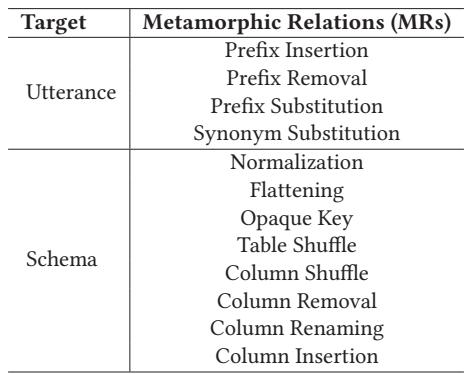 Target Metamorphic Relations (MRs)
Utterance
Prefix Insertion
Prefix Removal
Prefix Substitution
Synonym Substitution
Schema
Normalization
Flattening
Opaque Key
Table Shuffle
Column Shuffle
Column Removal
Column Renaming
Column Insertion